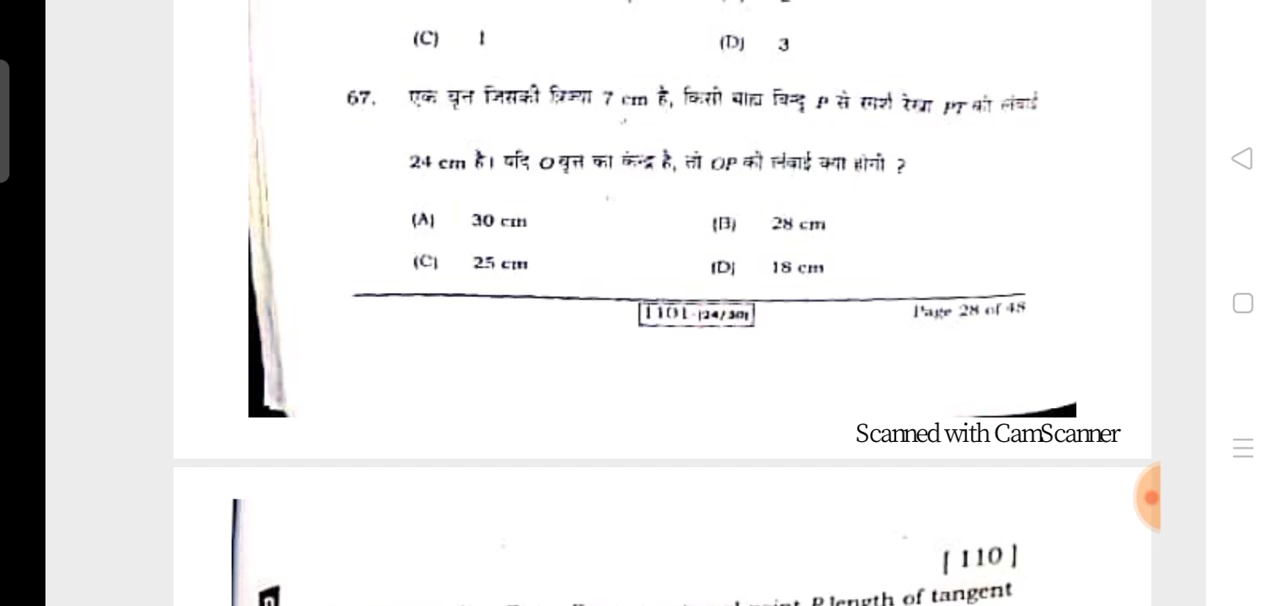 (C) 1 (D) 3
67. एक वृत्त जिसकी त्रिज्या 7 cm है, किसी बाह्य बिन्दु P से स्पर्श रेखा PT की लंबाई
24 cm है। यदि O वृत्त का केन्द्र है, तो OP की लंबाई क्या होगी ?
(A) 30 cm (B) 28 cm
(C) 25 cm (D) 18 cm
1101-(24/30) Page 28 of 48
Scanned with CamScanner
[ 110 ]
P length of tangent